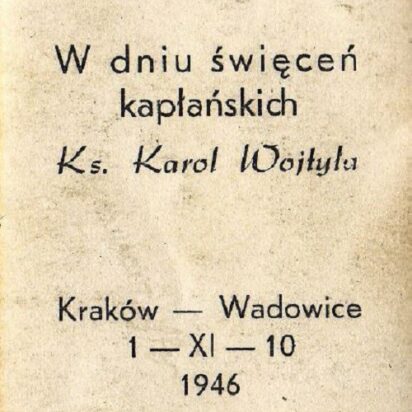 W dniu święceń
kapłańskich
Ks. Karol Wojtyła
Kraków — Wadowice
1 — XI — 10
1946